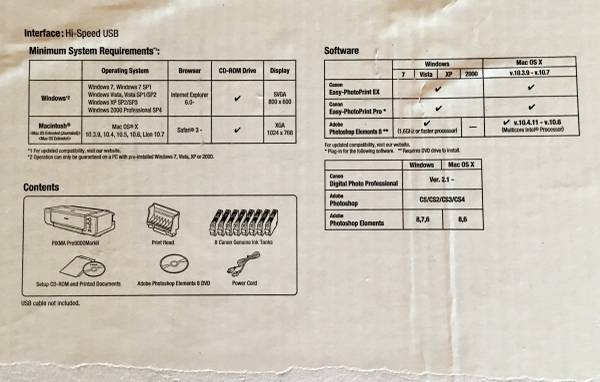 Interface: Hi-Speed USB
Minimum System Requirements*¹:
Operating System Browser CD-ROM Drive Display
Windows*²
Windows 7, Windows 7 SP1
Windows Vista, Vista SP1/SP2
Windows XP SP2/SP3
Windows 2000 Professional SP4
Internet Explorer
6.0-
✔
SVGA
800 x 600
Macintosh®
<Mac OS Extended (Journaled)>
<Mac OS Extended>
Mac OS® X
10.3.9, 10.4, 10.5, 10.6, Lion 10.7
Safari® 3 -
✔
XGA
1024 x 768
*1 For updated compatibility, visit our website.
*2 Operation can only be guaranteed on a PC with pre-installed Windows 7, Vista, XP or 2000.
Contents
PIXMA Pro9000MarkII
Print Head
8 Canon Genuine Ink Tanks
Setup CD-ROM and Printed Documents
Adobe Photoshop Elements 8 DVD
Power Cord
USB cable not included.
Software
Windows Mac OS X
7 Vista XP 2000 v.10.3.9 - v.10.7
Canon
Easy-PhotoPrint EX
✔ ✔
Canon
Easy-PhotoPrint Pro *
✔ ✔
Adobe
Photoshop Elements 8 **
✔
(1.6GHz or faster processor)
—
✔ v.10.4.11 - v.10.6
(Multicore Intel® Processor)
For updated compatibility, visit our website.
* Plug-in for the following software. ** Requires DVD drive to install.
Windows Mac OS X
Canon
Digital Photo Professional
Ver. 2.1 -
Adobe
Photoshop
CS/CS2/CS3/CS4
Adobe
Photoshop Elements
8,7,6 8,6